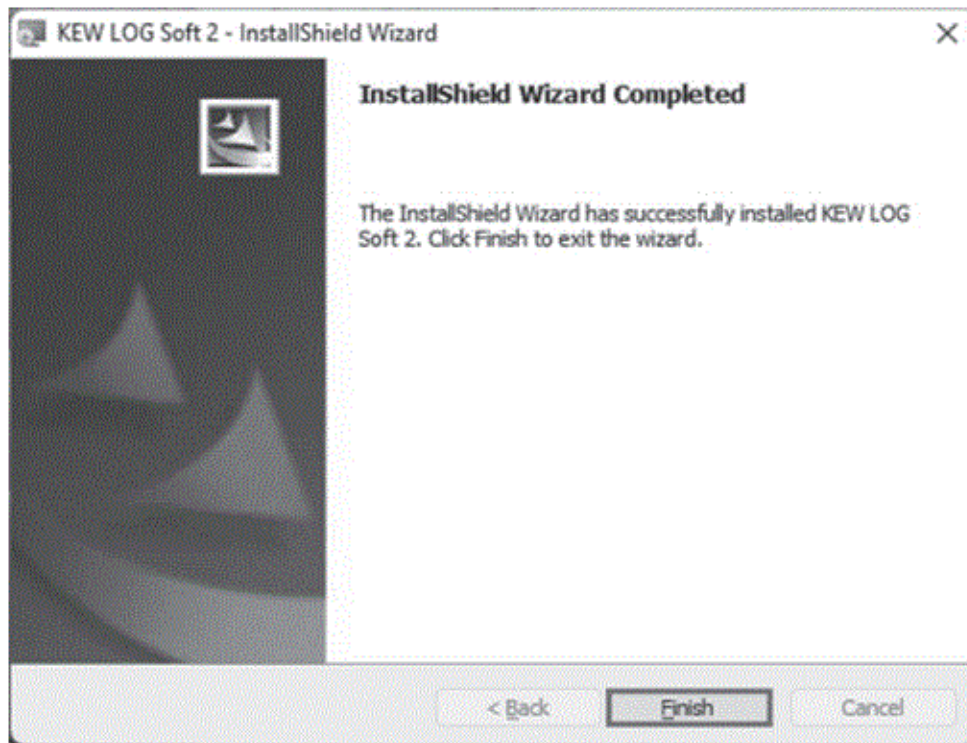 KEW LOG Soft 2 - InstallShield Wizard
InstallShield Wizard Completed
The InstallShield Wizard has successfully installed KEW LOG
Soft 2. Click Finish to exit the wizard.
< Back
Finish
Cancel